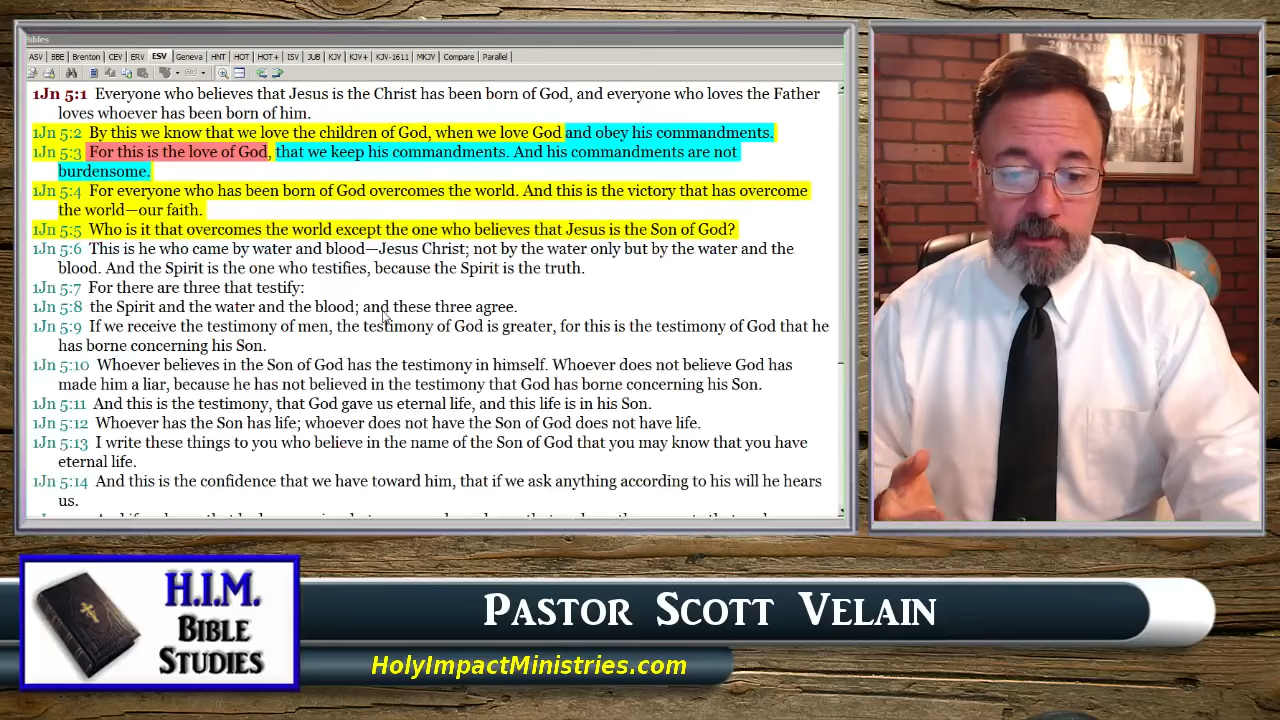 Bibles
ASV BBE Brenton CEV ERV ESV Geneva HNT HOT HOT+ ISV JUB KJV KJV+ KJV-1611 MKJV Compare Parallel
1Jn 5:1 Everyone who believes that Jesus is the Christ has been born of God, and everyone who loves the Father
loves whoever has been born of him.
1Jn 5:2 By this we know that we love the children of God, when we love God and obey his commandments.
1Jn 5:3 For this is the love of God, that we keep his commandments. And his commandments are not
burdensome.
1Jn 5:4 For everyone who has been born of God overcomes the world. And this is the victory that has overcome
the world—our faith.
1Jn 5:5 Who is it that overcomes the world except the one who believes that Jesus is the Son of God?
1Jn 5:6 This is he who came by water and blood—Jesus Christ; not by the water only but by the water and the
blood. And the Spirit is the one who testifies, because the Spirit is the truth.
1Jn 5:7 For there are three that testify:
1Jn 5:8 the Spirit and the water and the blood; and these three agree.
1Jn 5:9 If we receive the testimony of men, the testimony of God is greater, for this is the testimony of God that he
has borne concerning his Son.
1Jn 5:10 Whoever believes in the Son of God has the testimony in himself. Whoever does not believe God has
made him a liar, because he has not believed in the testimony that God has borne concerning his Son.
1Jn 5:11 And this is the testimony, that God gave us eternal life, and this life is in his Son.
1Jn 5:12 Whoever has the Son has life; whoever does not have the Son of God does not have life.
1Jn 5:13 I write these things to you who believe in the name of the Son of God that you may know that you have
eternal life.
1Jn 5:14 And this is the confidence that we have toward him, that if we ask anything according to his will he hears
us.
H.I.M.
BIBLE
STUDIES
PASTOR SCOTT VELAIN
HolyImpactMinistries.com